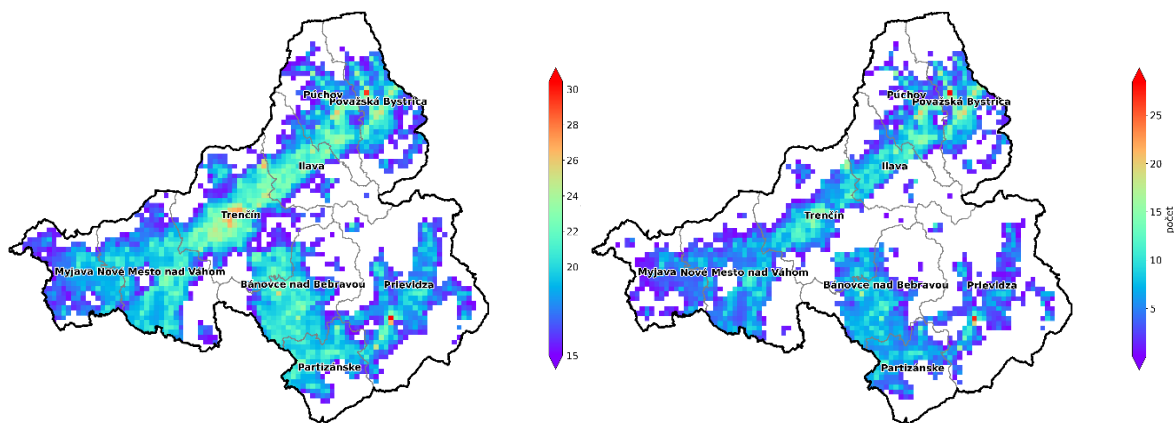 Púchov
Považská Bystrica
Ilava
Trenčín
Myjava
Nové Mesto nad Váhom
Bánovce nad Bebravou
Prievidza
Partizánske
30
28
26
24
22
20
15
Púchov
Považská Bystrica
Ilava
Trenčín
Myjava
Nové Mesto nad Váhom
Bánovce nad Bebravou
Prievidza
Partizánske
25
20
15
10
5
počet